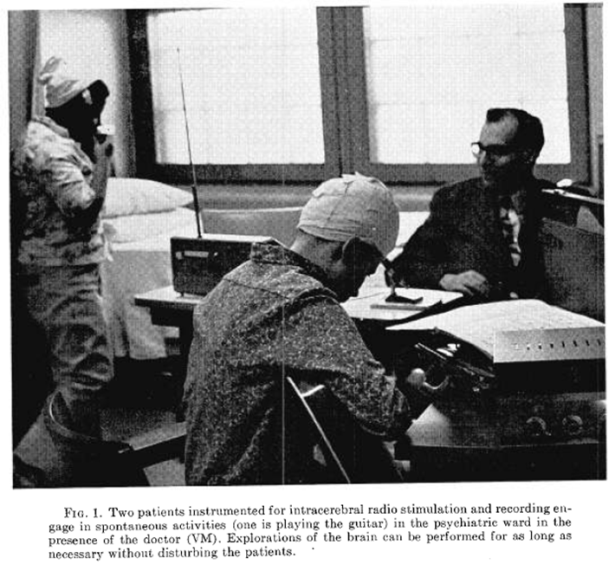 FIG. 1. Two patients instrumented for intracerebral radio stimulation and recording en-
gage in spontaneous activities (one is playing the guitar) in the psychiatric ward in the
presence of the doctor (VM). Explorations of the brain can be performed for as long as
necessary without disturbing the patients.